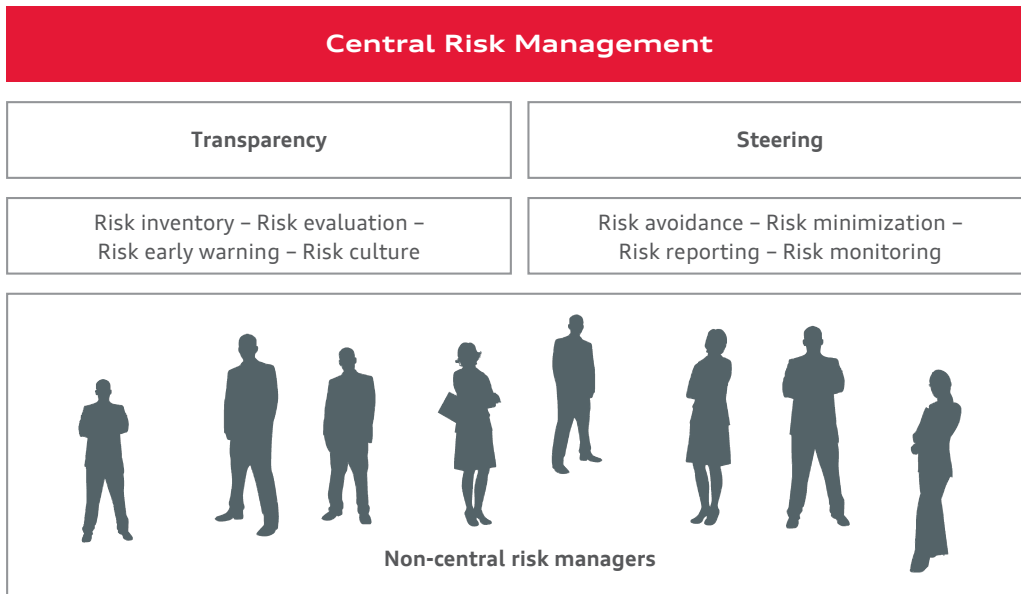 Central Risk Management
Transparency
Steering
Risk inventory – Risk evaluation –
Risk early warning – Risk culture
Risk avoidance – Risk minimization –
Risk reporting – Risk monitoring
Non-central risk managers